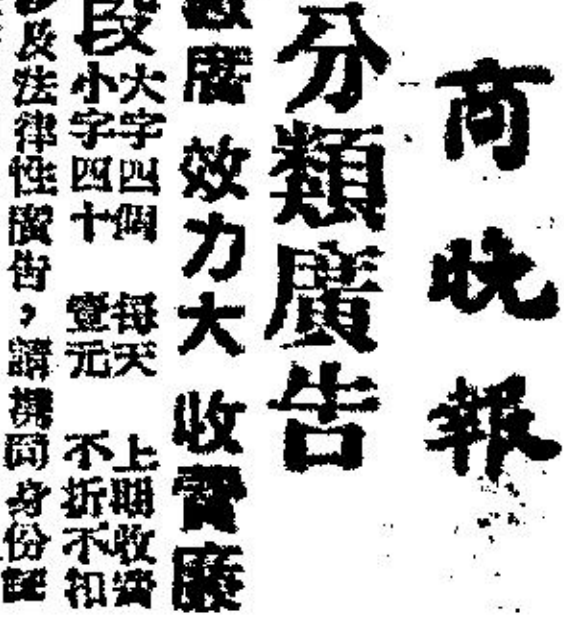 商晚報
分類廣告
效力大 收費廉
段
大字四個 每天 上期收費
小字四十 壹元 不折不扣
及法律性廣告，請攜同身份證